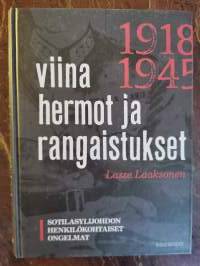 1918
1945
viina
hermot ja
rangaistukset
Lasse Laaksonen
SOTILASYLIJOHDON
HENKILÖKOHTAISET
ONGELMAT